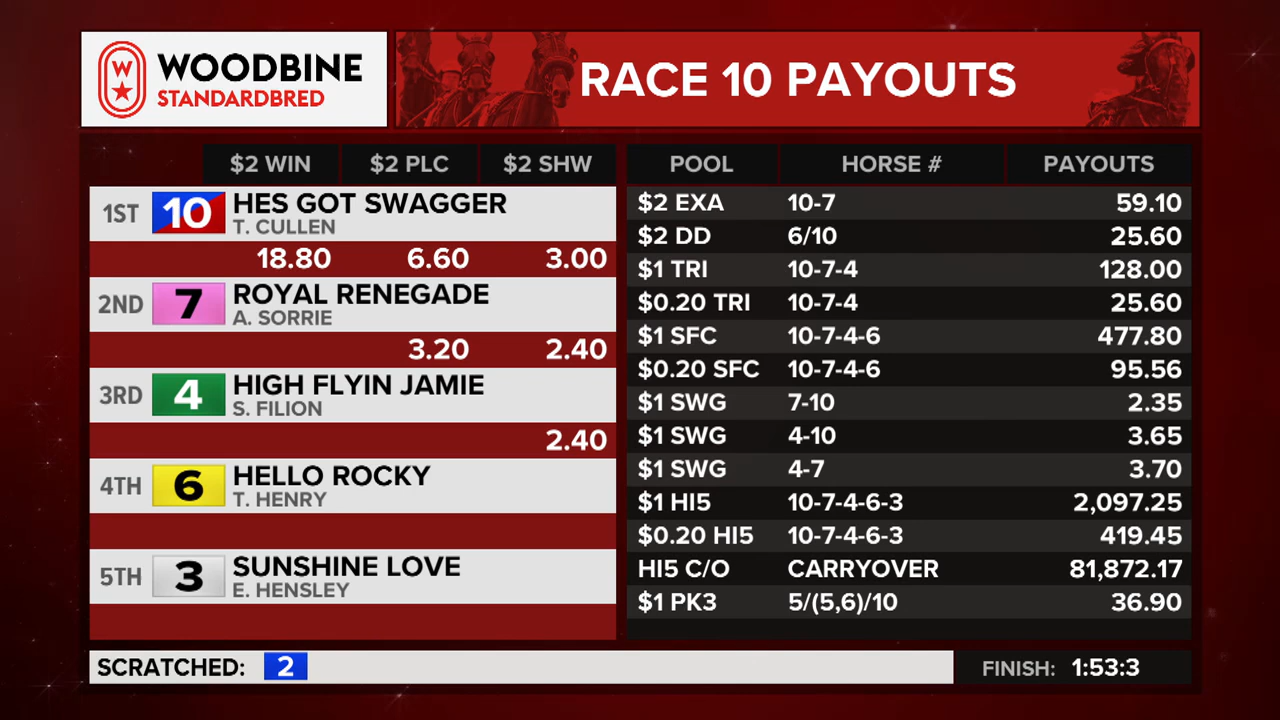 W
WOODBINE
STANDARDBRED
RACE 10 PAYOUTS
$2 WIN $2 PLC $2 SHW
1ST 10 HES GOT SWAGGER
T. CULLEN
18.80 6.60 3.00
2ND 7 ROYAL RENEGADE
A. SORRIE
3.20 2.40
3RD 4 HIGH FLYIN JAMIE
S. FILION
2.40
4TH 6 HELLO ROCKY
T. HENRY
5TH 3 SUNSHINE LOVE
E. HENSLEY
POOL HORSE # PAYOUTS
$2 EXA 10-7 59.10
$2 DD 6/10 25.60
$1 TRI 10-7-4 128.00
$0.20 TRI 10-7-4 25.60
$1 SFC 10-7-4-6 477.80
$0.20 SFC 10-7-4-6 95.56
$1 SWG 7-10 2.35
$1 SWG 4-10 3.65
$1 SWG 4-7 3.70
$1 HI5 10-7-4-6-3 2,097.25
$0.20 HI5 10-7-4-6-3 419.45
HI5 C/O CARRYOVER 81,872.17
$1 PK3 5/(5,6)/10 36.90
SCRATCHED: 2
FINISH: 1:53:3